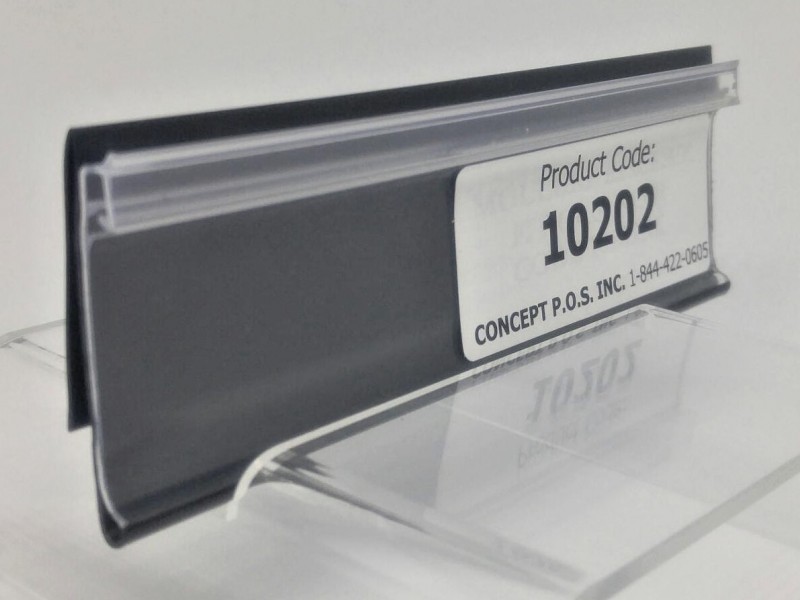 Product Code:
10202
CONCEPT P.O.S. INC. 1-844-422-0605